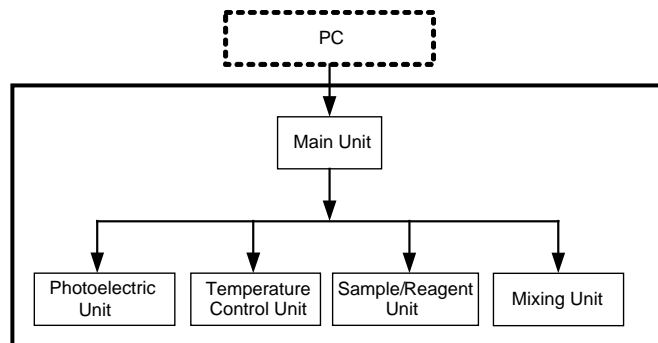 PC
Main Unit
Photoelectric
Unit
Temperature
Control Unit
Sample/Reagent
Unit
Mixing Unit